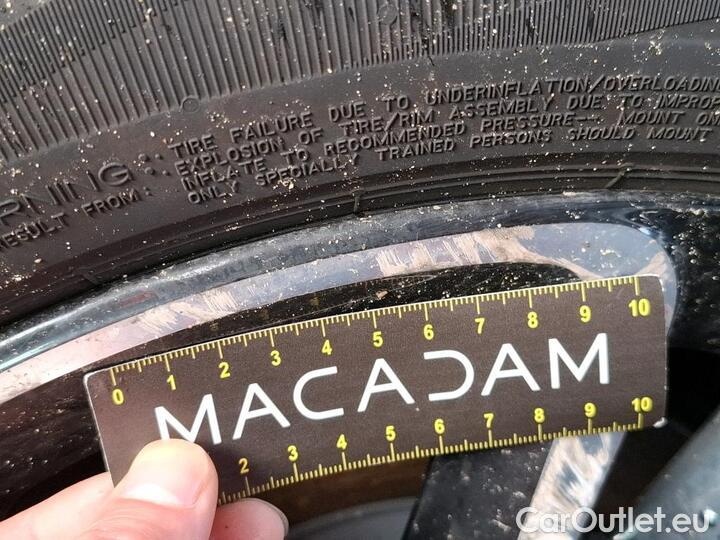 RNING
RESULT FROM:
TIRE FAILURE DUE TO UNDERINFLATION/OVERLOADING
EXPLOSION OF TIRE/RIM ASSEMBLY DUE TO
INFLATE TO RECOMMENDED PRESSURE - MOUNT ON
ONLY SPECIALLY TRAINED PERSONS SHOULD MOUNT
0 1 2 3 4 5 6 7 8 9 10
MACADAM
2 3 4 5 6 7 8 9 10
CarOutlet.eu